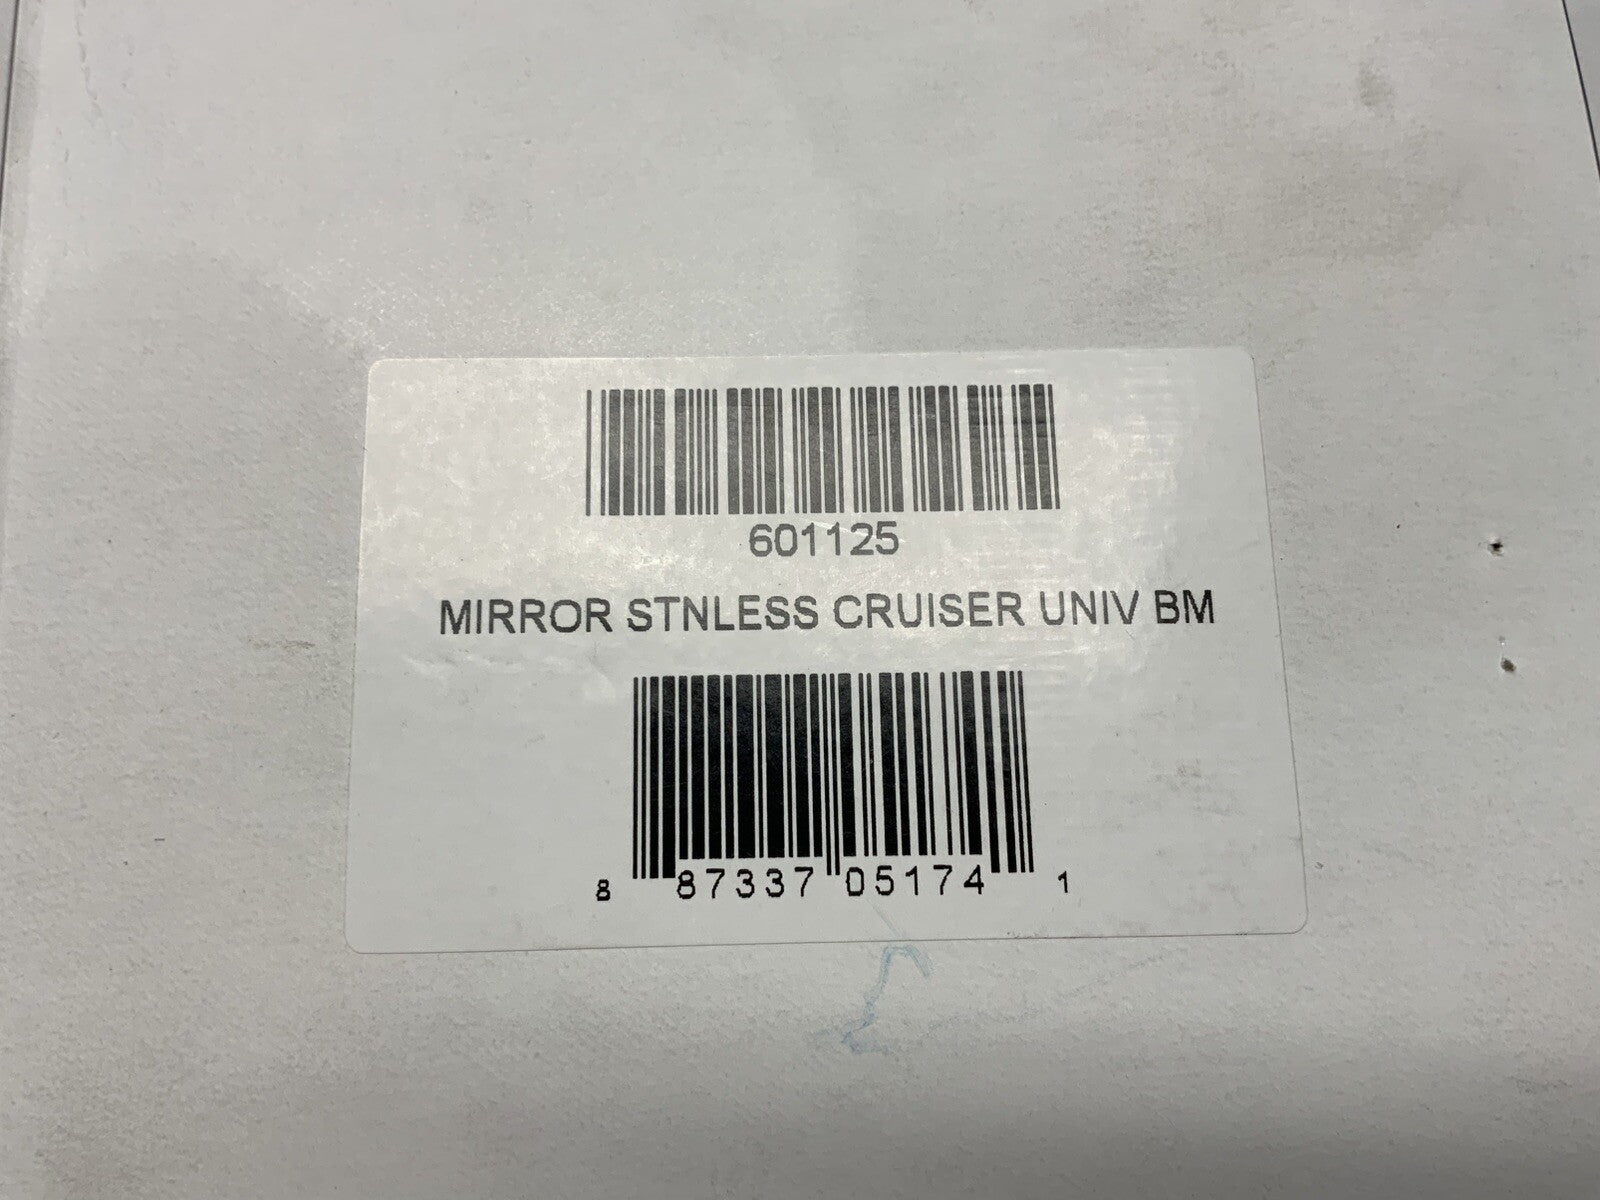 601125
MIRROR STNLESS CRUISER UNIV BM
8 87337 05174 1